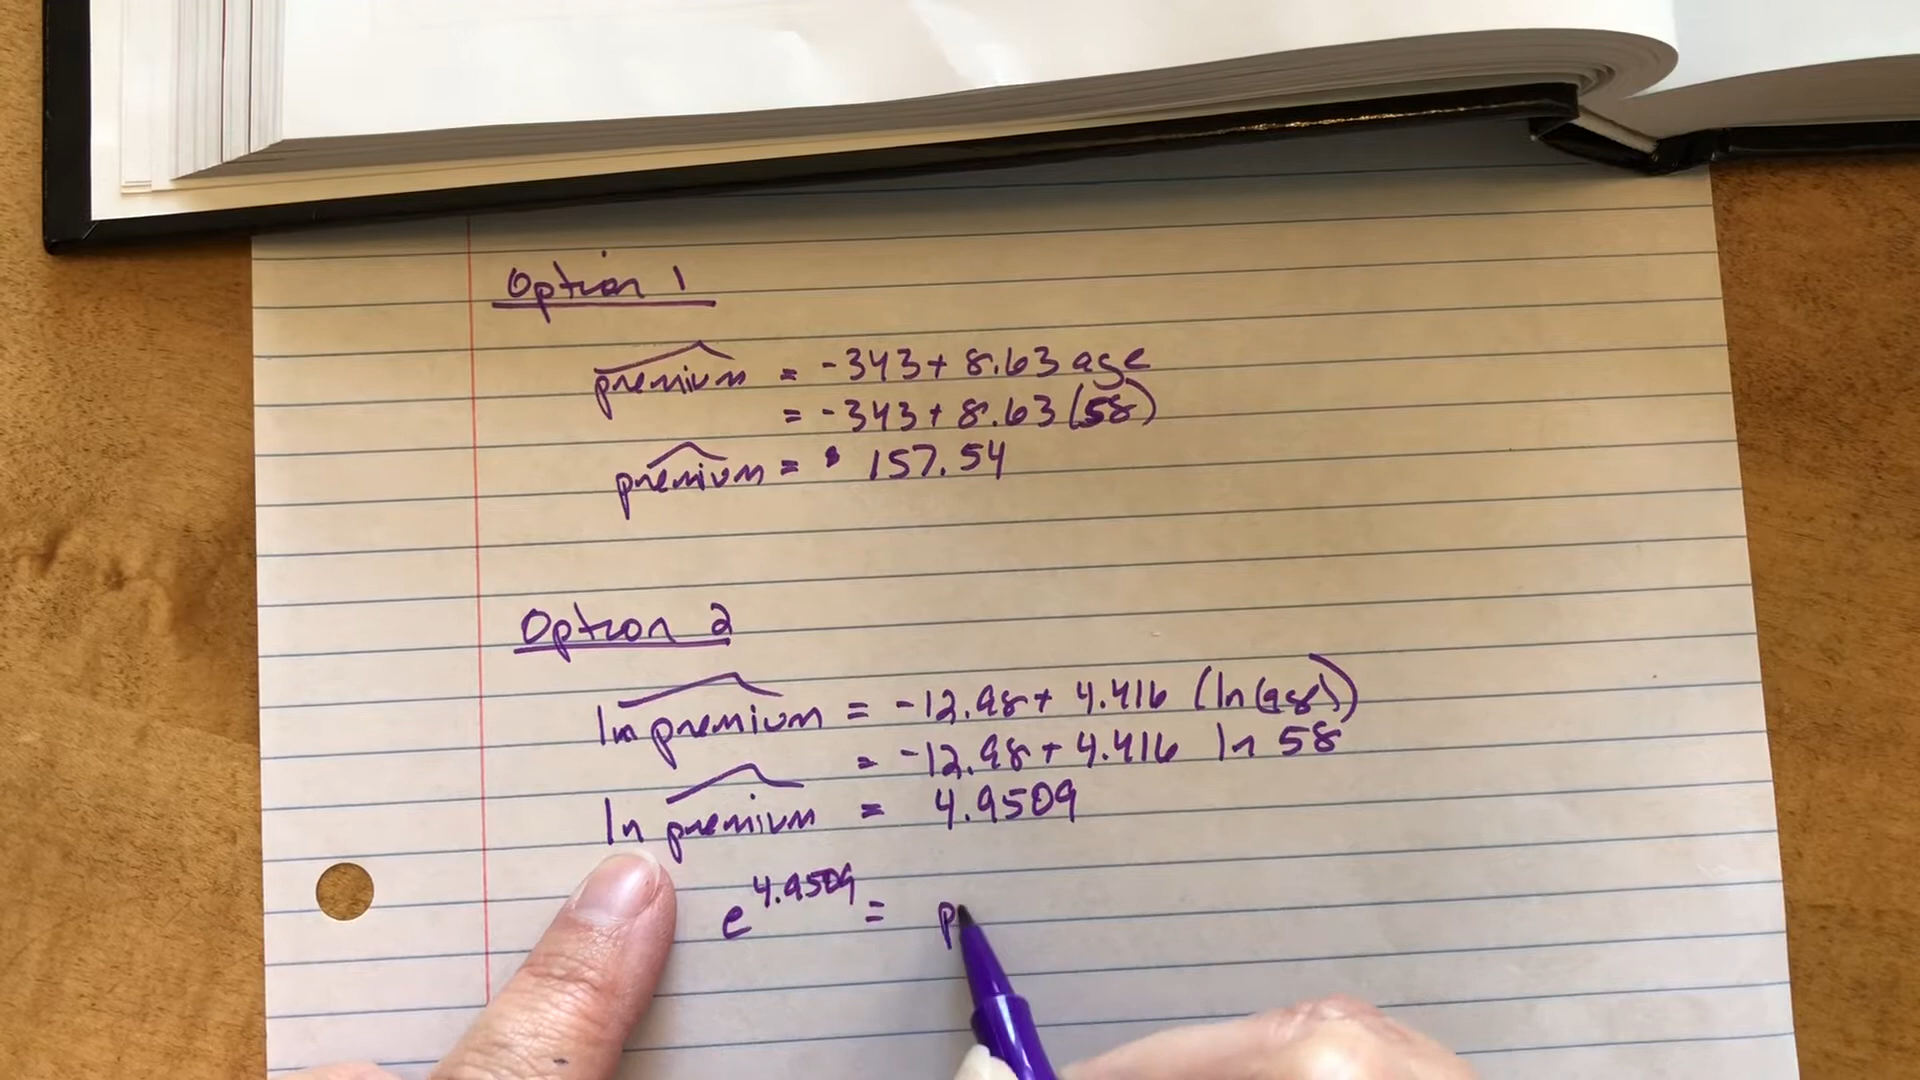 Option 1
premium = -343 + 8.63 age
= -343 + 8.63 (58)
premium = $ 157.54
Option 2
ln premium = -12.98 + 4.416 (ln(age))
= -12.98 + 4.416 ln 58
ln premium = 4.9509
e^4.9509 = p